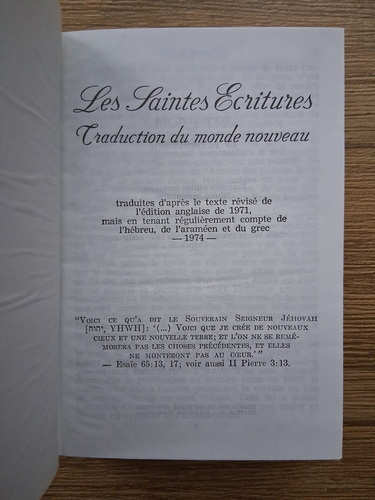 Les Saintes Ecritures
Traduction du monde nouveau
traduites d'après le texte révisé de
l'édition anglaise de 1971,
mais en tenant régulièrement compte de
l'hébreu, de l'araméen et du grec
— 1974 —
“Voici ce qu'a dit le Souverain Seigneur Jéhovah
[יהוה, YHWH]: ‘(...) Voici que je crée de nouveaux
cieux et une nouvelle terre; et l'on ne se remé-
morera pas les choses précédentes, et elles
ne monteront pas au cœur.’”
— Esaïe 65:13, 17; voir aussi II Pierre 3:13.